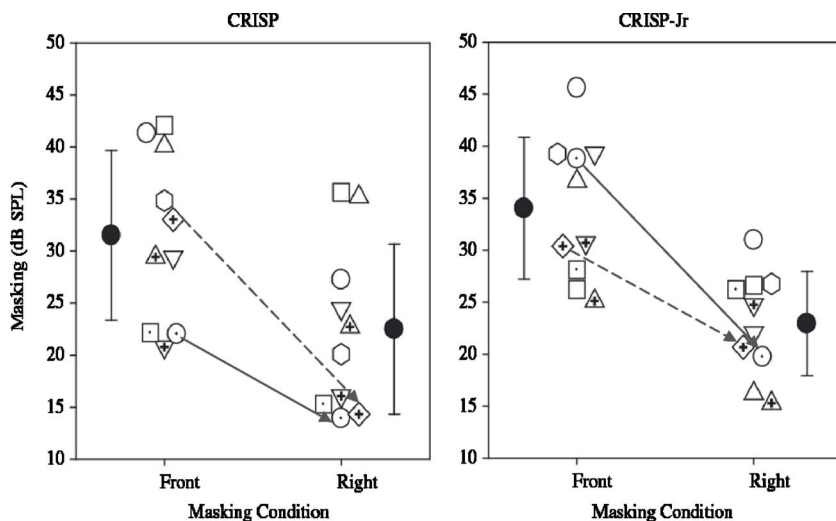 CRISP
CRISP-Jr
Masking (dB SPL)
50
45
40
35
30
25
20
15
10
Front
Right
Masking Condition
50
45
40
35
30
25
20
15
10
Front
Right
Masking Condition